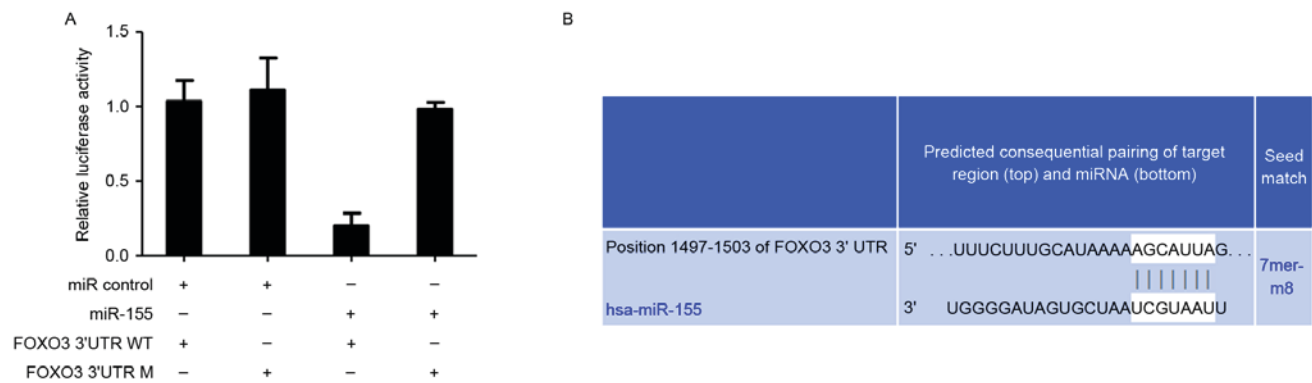 A
Relative luciferase activity
1.5
1.0
0.5
0.0
miR control + + – –
miR-155 – – + +
FOXO3 3'UTR WT + – + –
FOXO3 3'UTR M – + – +
B
Predicted consequential pairing of target
region (top) and miRNA (bottom)
Seed
match
Position 1497-1503 of FOXO3 3' UTR
5' ...UUUCUUUGCAUAAAAAGCAUUAG...
hsa-miR-155
3' UGGGGAUAGUGCUAAUCGUAAUU
7mer-
m8